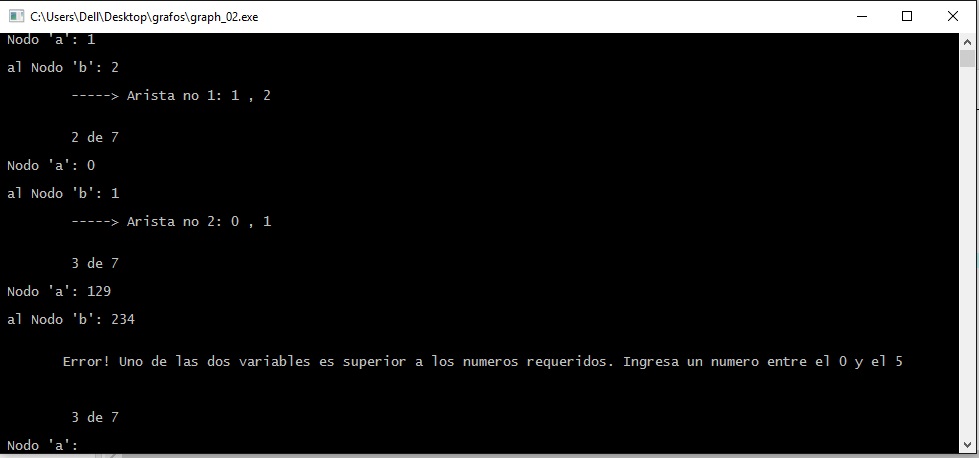 C:\Users\Dell\Desktop\grafos\graph_02.exe
Nodo 'a': 1
al Nodo 'b': 2
-----> Arista no 1: 1 , 2
2 de 7
Nodo 'a': 0
al Nodo 'b': 1
-----> Arista no 2: 0 , 1
3 de 7
Nodo 'a': 129
al Nodo 'b': 234
Error! Uno de las dos variables es superior a los numeros requeridos. Ingresa un numero entre el 0 y el 5
3 de 7
Nodo 'a':